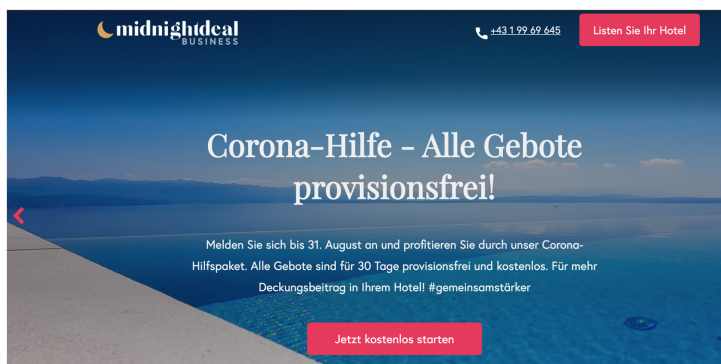 midnightdeal
BUSINESS
+43 1 99 69 645
Listen Sie Ihr Hotel
Corona-Hilfe - Alle Gebote
provisionsfrei!
Melden Sie sich bis 31. August an und profitieren Sie durch unser Corona-
Hilfspaket. Alle Gebote sind für 30 Tage provisionsfrei und kostenlos. Für mehr
Deckungsbeitrag in Ihrem Hotel! #gemeinsamstärker
Jetzt kostenlos starten